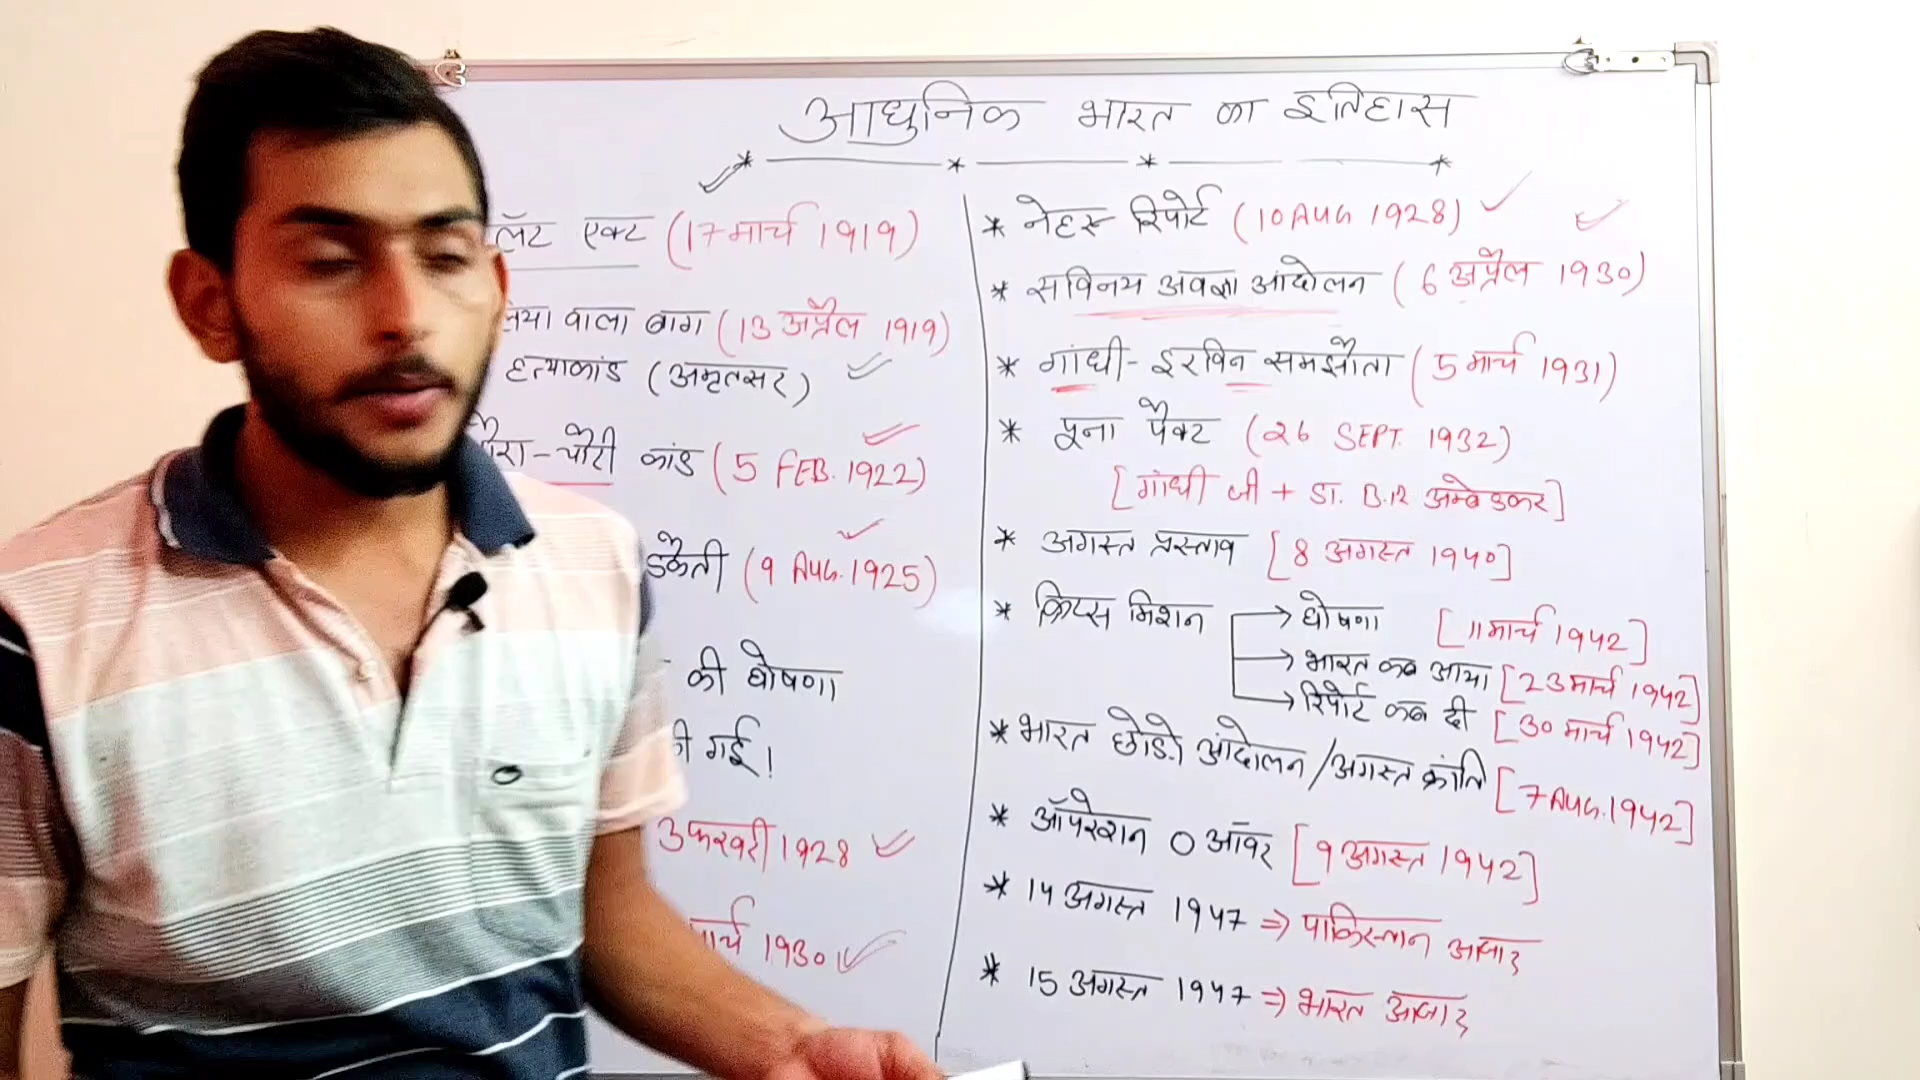 आधुनिक भारत का इतिहास
लॅट एक्ट (17 मार्च 1919)
वाला बाग (13 अप्रैल 1919)
हत्याकांड (अमृतसर)
चौरी कांड (5 FEB. 1922)
डकैती (9 AUG. 1925)
की घोषणा
गई।
3 फरवरी 1928
मार्च 1930
* नेहरू रिपोर्ट (10 AUG 1928)
* सविनय अवज्ञा आंदोलन (6 अप्रैल 1930)
* गांधी-इरविन समझौता (5 मार्च 1931)
* पूना पैक्ट (26 SEPT. 1932)
[गांधी जी + डा. B.R अम्बेडकर]
* अगस्त प्रस्ताव [8 अगस्त 1940]
* क्रिप्स मिशन → घोषणा [11 मार्च 1942]
→ भारत कब आया [23 मार्च 1942]
→ रिपोर्ट कब दी [30 मार्च 1942]
* भारत छोड़ो आंदोलन/अगस्त क्रांति [7 AUG. 1942]
* ऑपरेशन 0 ऑवर [9 अगस्त 1942]
* 14 अगस्त 1947 ⇒ पाकिस्तान आजाद
* 15 अगस्त 1947 ⇒ भारत आजाद